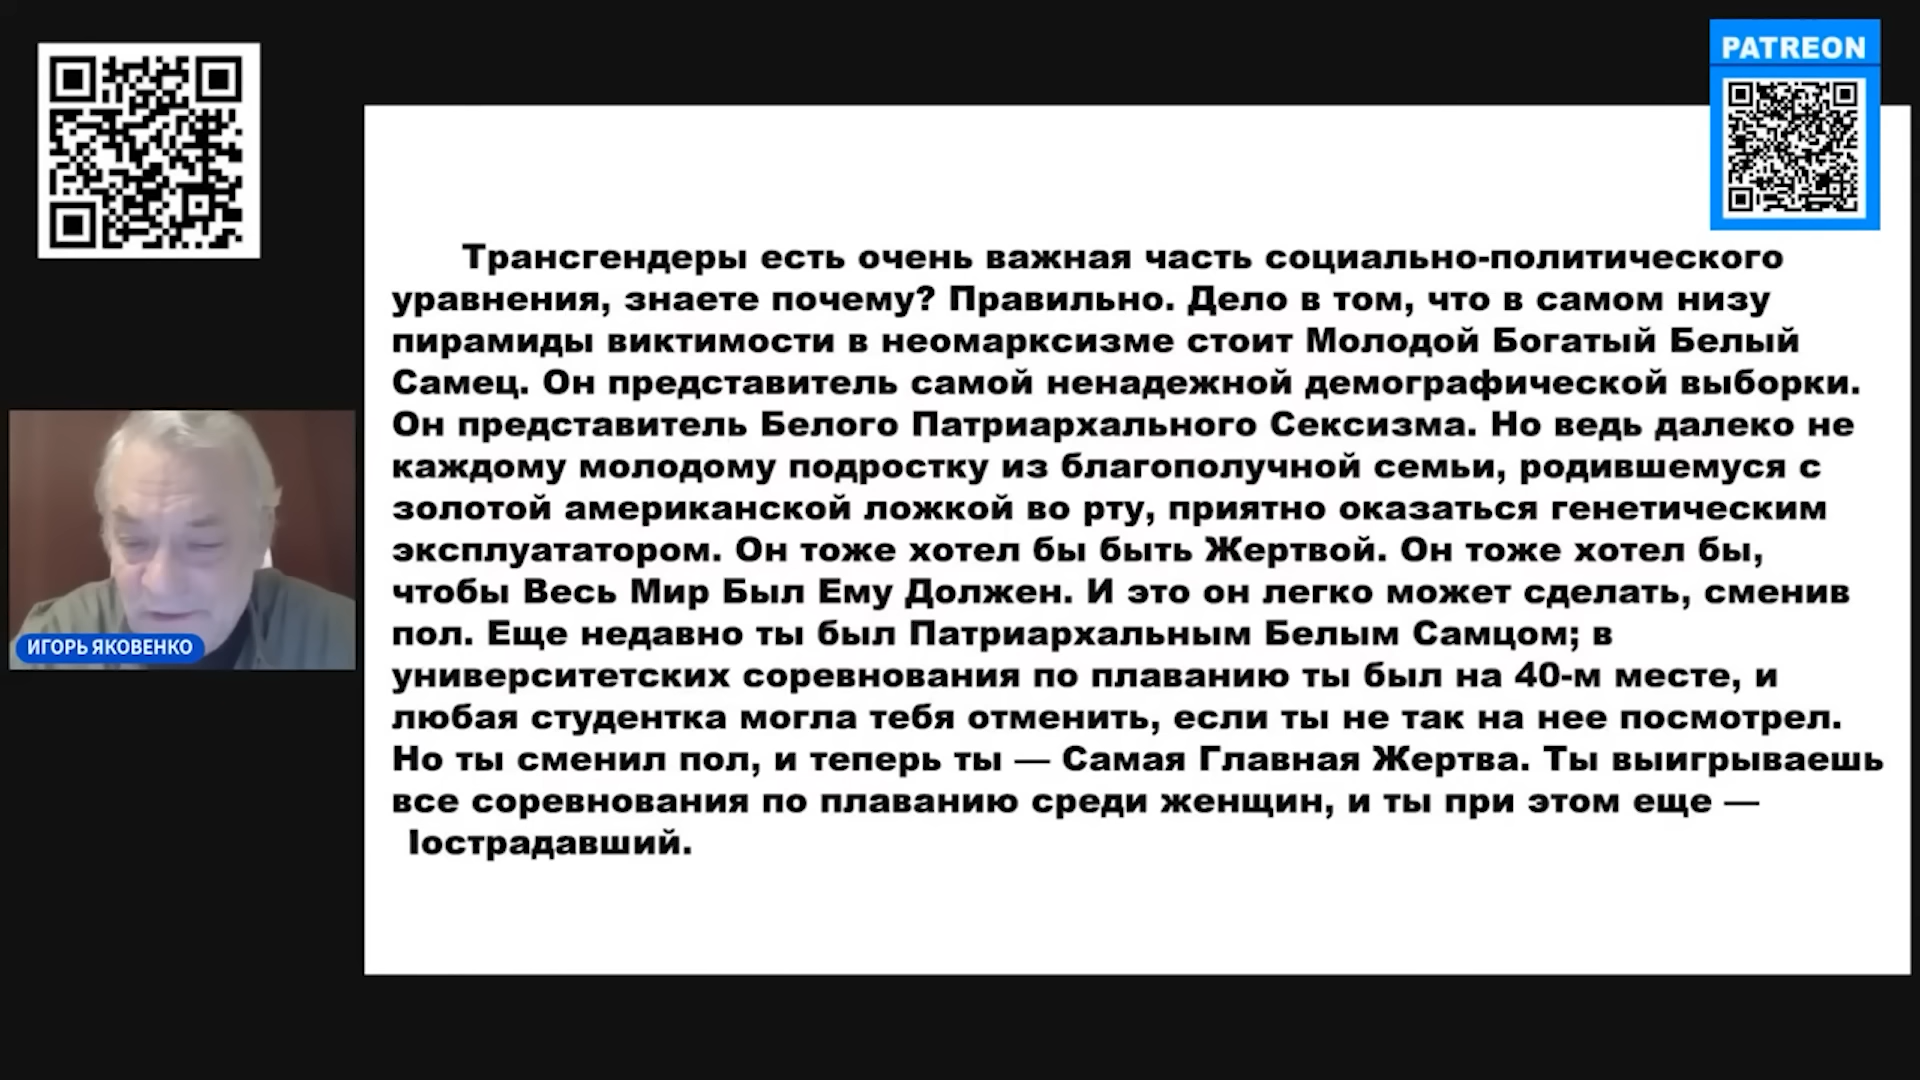 PATREON
Трансгендеры есть очень важная часть социально-политического
уравнения, знаете почему? Правильно. Дело в том, что в самом низу
пирамиды виктимости в неомарксизме стоит Молодой Богатый Белый
Самец. Он представитель самой ненадежной демографической выборки.
Он представитель Белого Патриархального Сексизма. Но ведь далеко не
каждому молодому подростку из благополучной семьи, родившемуся с
золотой американской ложкой во рту, приятно оказаться генетическим
эксплуататором. Он тоже хотел бы быть Жертвой. Он тоже хотел бы,
чтобы Весь Мир Был Ему Должен. И это он легко может сделать, сменив
пол. Еще недавно ты был Патриархальным Белым Самцом; в
университетских соревнования по плаванию ты был на 40-м месте, и
любая студентка могла тебя отменить, если ты не так на нее посмотрел.
Но ты сменил пол, и теперь ты — Самая Главная Жертва. Ты выигрываешь
все соревнования по плаванию среди женщин, и ты при этом еще —
Iострадавший.
ИГОРЬ ЯКОВЕНКО